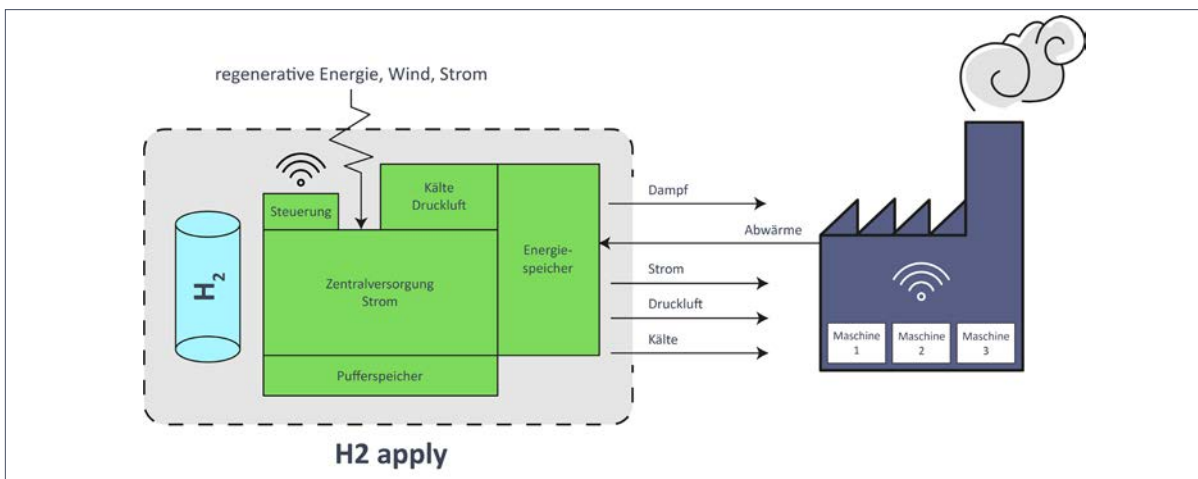 regenerative Energie, Wind, Strom
Steuerung
Kälte
Druckluft
Energie-
speicher
Zentralversorgung
Strom
Pufferspeicher
H₂
H2 apply
Dampf
Abwärme
Strom
Druckluft
Kälte
Maschine
1
Maschine
2
Maschine
3